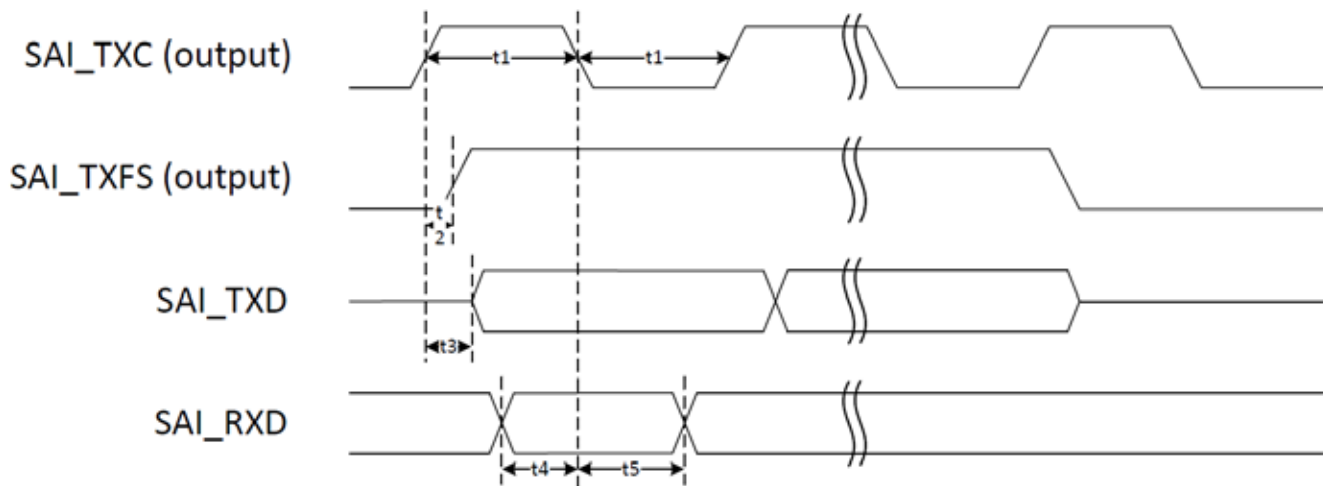 SAI_TXC (output)
t1 t1
SAI_TXFS (output)
t
2
SAI_TXD
t3
SAI_RXD
t4 t5